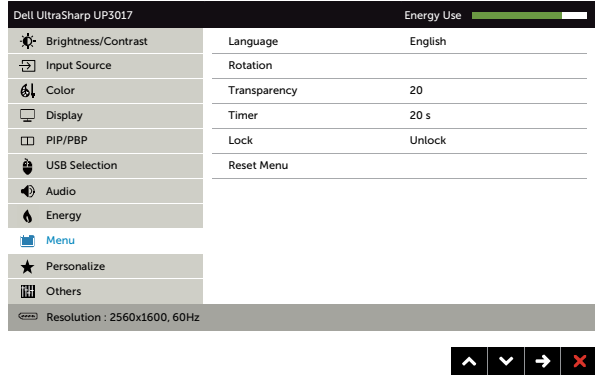 Dell UltraSharp UP3017 Energy Use
Brightness/Contrast Language English
Input Source Rotation
Color Transparency 20
Display Timer 20 s
PIP/PBP Lock Unlock
USB Selection Reset Menu
Audio
Energy
Menu
Personalize
Others
Resolution : 2560x1600, 60Hz